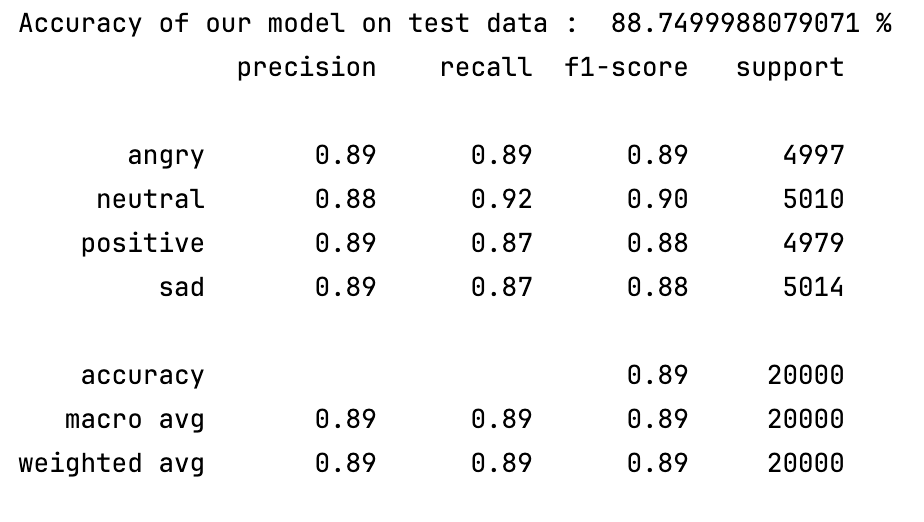 Accuracy of our model on test data :  88.7499988079071 %
              precision    recall  f1-score   support

       angry       0.89      0.89      0.89      4997
     neutral       0.88      0.92      0.90      5010
    positive       0.89      0.87      0.88      4979
         sad       0.89      0.87      0.88      5014

    accuracy                           0.89     20000
   macro avg       0.89      0.89      0.89     20000
weighted avg       0.89      0.89      0.89     20000